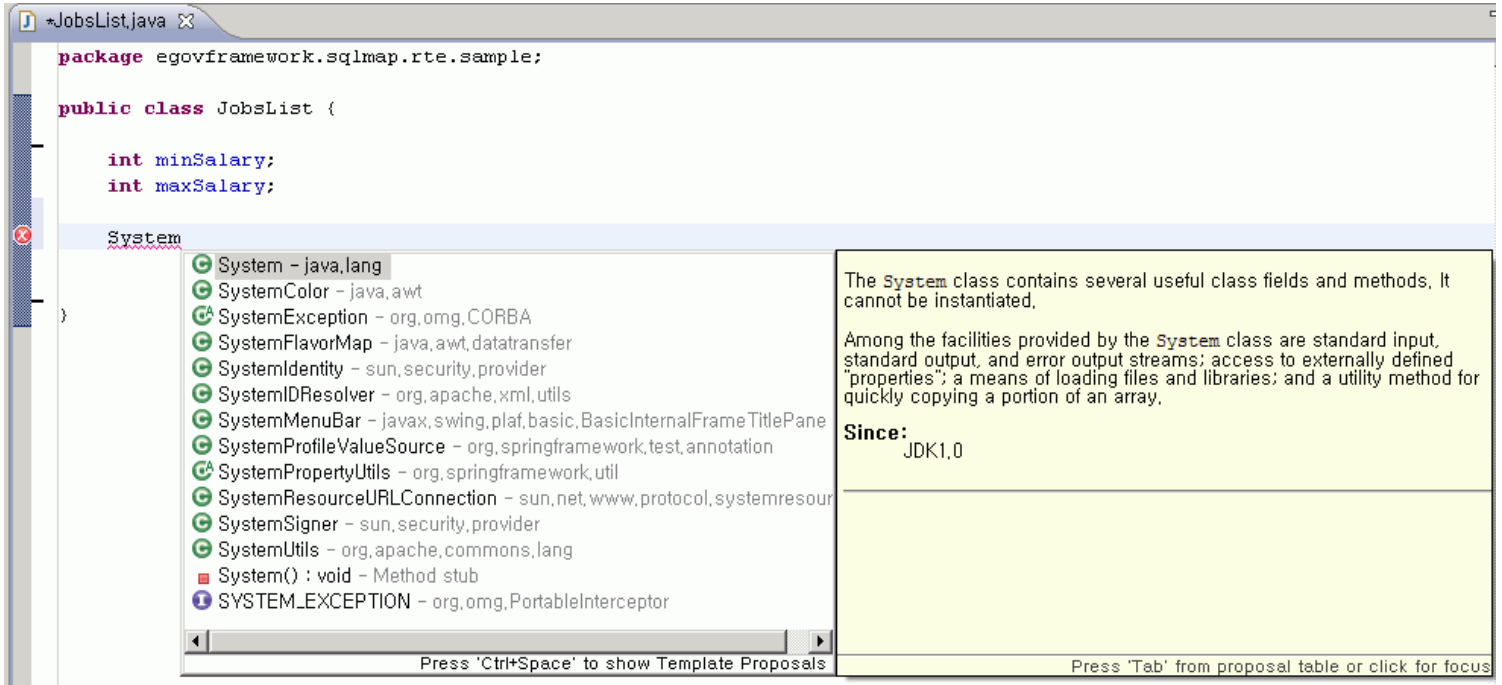 *JobsList.java
package egovframework.sqlmap.rte.sample;
public class JobsList {
int minSalary;
int maxSalary;
System
}
System - java.lang
SystemColor - java.awt
SystemException - org.omg.CORBA
SystemFlavorMap - java.awt.datatransfer
SystemIdentity - sun.security.provider
SystemIDResolver - org.apache.xml.utils
SystemMenuBar - javax.swing.plaf.basic.BasicInternalFrameTitlePane
SystemProfileValueSource - org.springframework.test.annotation
SystemPropertyUtils - org.springframework.util
SystemResourceURLConnection - sun.net.www.protocol.systemresour
SystemSigner - sun.security.provider
SystemUtils - org.apache.commons.lang
System() : void - Method stub
SYSTEM_EXCEPTION - org.omg.PortableInterceptor
Press 'Ctrl+Space' to show Template Proposals
The System class contains several useful class fields and methods. It
cannot be instantiated.
Among the facilities provided by the System class are standard input,
standard output, and error output streams; access to externally defined
"properties"; a means of loading files and libraries; and a utility method for
quickly copying a portion of an array.
Since:
JDK1.0
Press 'Tab' from proposal table or click for focus